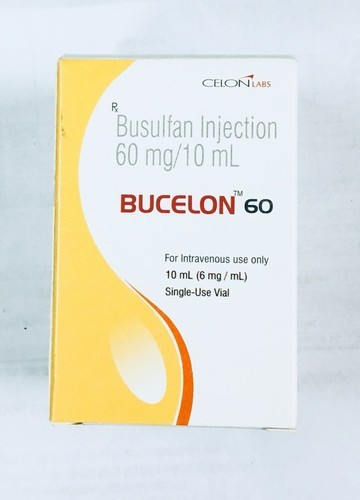 CELON LABS
Rx
Busulfan Injection
60 mg/10 mL
BUCELON™ 60
For Intravenous use only
10 mL (6 mg / mL)
Single-Use Vial